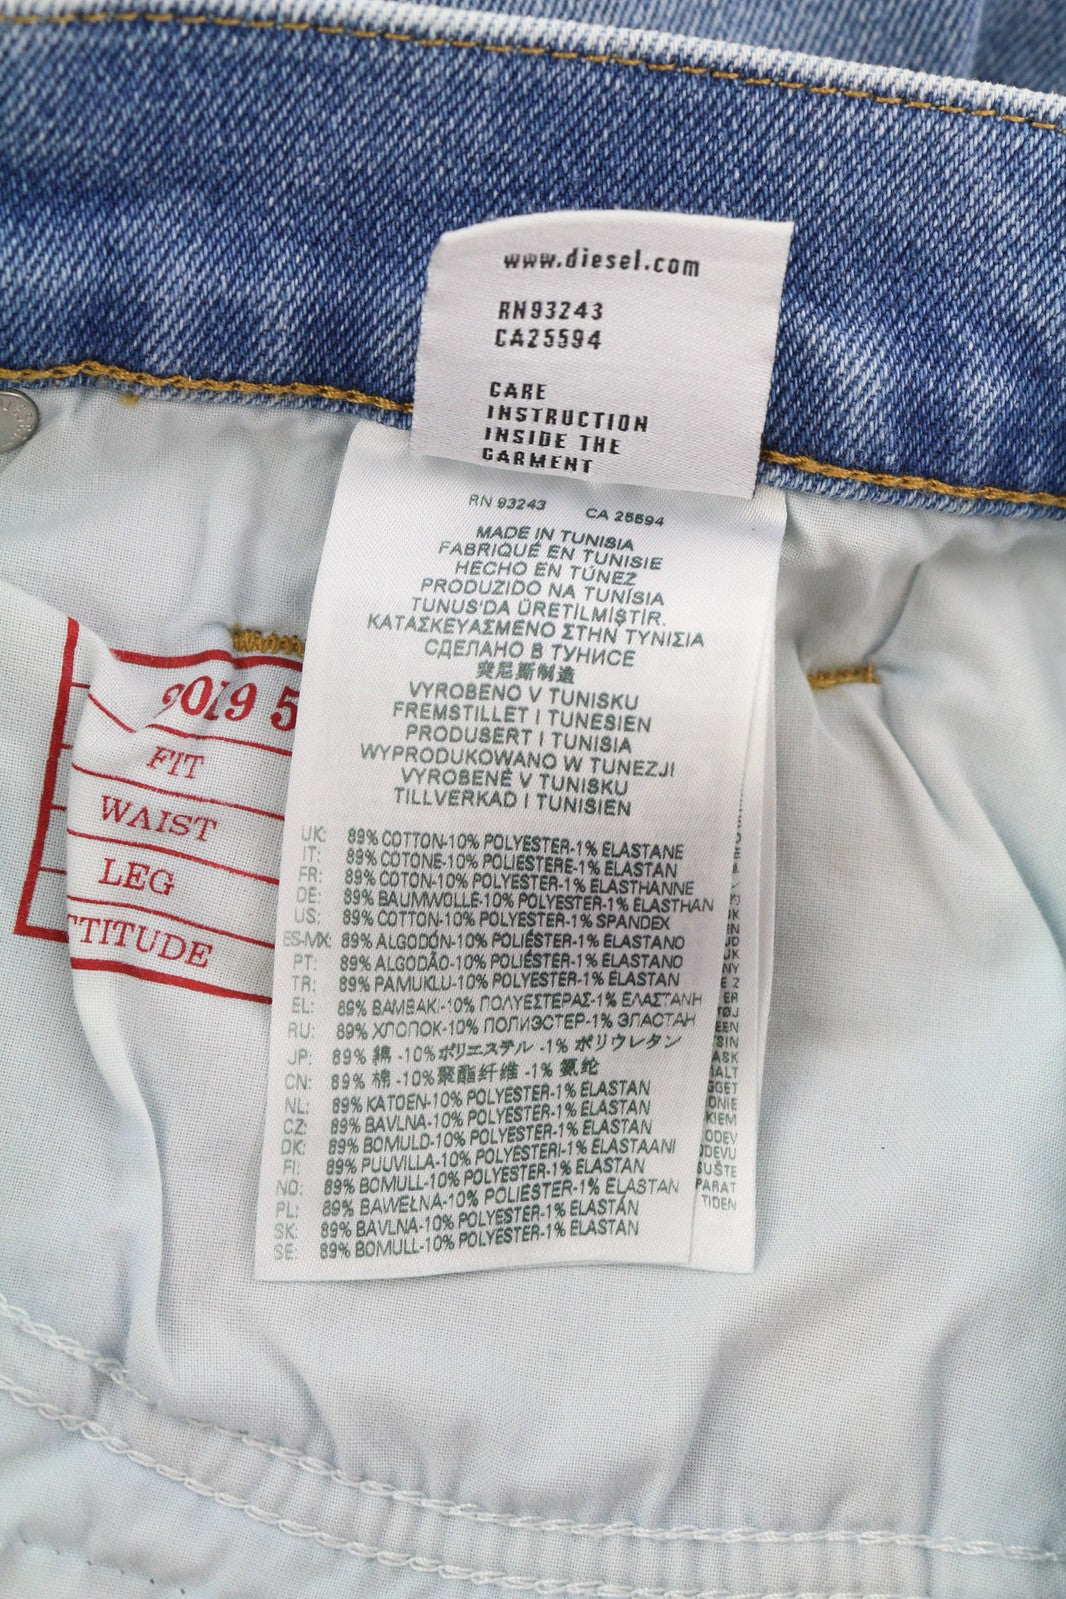 www.diesel.com
RN93243
CA25594
CARE
INSTRUCTION
INSIDE THE
GARMENT
RN 93243 CA 25594
MADE IN TUNISIA
FABRIQUÉ EN TUNISIE
HECHO EN TÚNEZ
PRODUZIDO NA TUNÍSIA
TUNUS'DA ÜRETILMIŞTIR.
ΚΑΤΑΣΚΕΥΑΣΜΕΝΟ ΣΤΗΝ ΤΥΝΙΣΙΑ
СДЕЛАНО В ТУНИСЕ
突尼斯制造
VYROBENO V TUNISKU
FREMSTILLET I TUNESIEN
PRODUSERT I TUNISIA
WYPRODUKOWANO W TUNEZJI
VYROBENÉ V TUNISKU
TILLVERKAD I TUNISIEN
UK: 89% COTTON-10% POLYESTER-1% ELASTANE
IT: 89% COTONE-10% POLIESTERE-1% ELASTAN
FR: 89% COTON-10% POLYESTER-1% ELASTHANNE
DE: 89% BAUMWOLLE-10% POLYESTER-1% ELASTHAN
US: 89% COTTON-10% POLYESTER-1% SPANDEX
ES-MX: 89% ALGODÓN-10% POLIÉSTER-1% ELASTANO
PT: 89% ALGODÃO-10% POLIÉSTER-1% ELASTANO
TR: 89% PAMUKLU-10% POLYESTER-1% ELASTAN
EL: 89% ΒΑΜΒΑΚΙ-10% ΠΟΛΥΕΣΤΕΡΑΣ-1% ΕΛΑΣΤΑΝΗ
RU: 89% ХЛОПОК-10% ПОЛИЭСТЕР-1% ЭЛАСТАН
JP: 89% 綿 -10% ポリエステル -1% ポリウレタン
CN: 89% 棉 -10% 聚酯纤维 -1% 氨纶
NL: 89% KATOEN-10% POLYESTER-1% ELASTAN
CZ: 89% BAVLNA-10% POLYESTER-1% ELASTAN
DK: 89% BOMULD-10% POLYESTER-1% ELASTAN
FI: 89% PUUVILLA-10% POLYESTERI-1% ELASTAANI
NO: 89% BOMULL-10% POLYESTER-1% ELASTAN
PL: 89% BAWEŁNA-10% POLIESTER-1% ELASTAN
SK: 89% BAVLNA-10% POLYESTER-1% ELASTÁN
SE: 89% BOMULL-10% POLYESTER-1% ELASTAN
2019 5
FIT
WAIST
LEG
TTITUDE